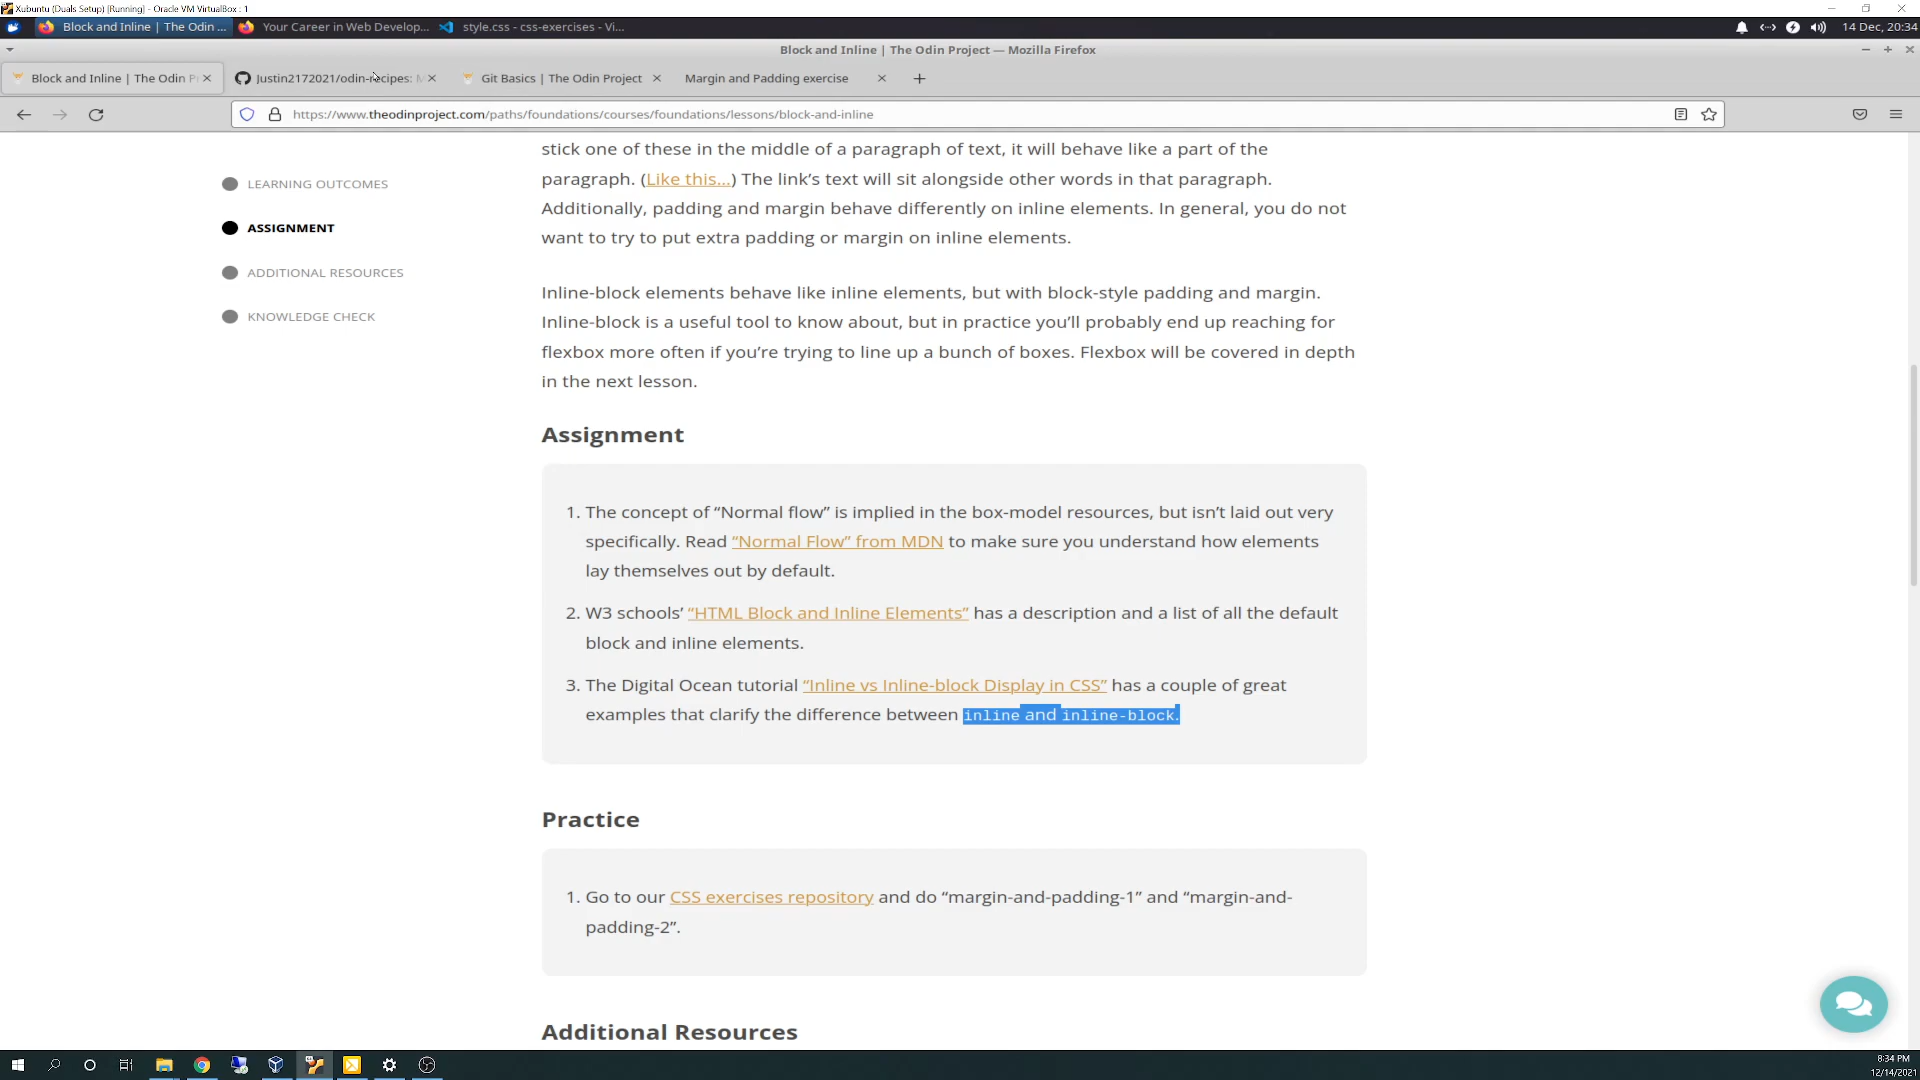 Xubuntu (Duals Setup) [Running] - Oracle VM VirtualBox : 1
Block and Inline | The Odin ...
Your Career in Web Develop...
style.css - css-exercises - Vi...
14 Dec, 20:34
Block and Inline | The Odin Project — Mozilla Firefox
Block and Inline | The Odin P
Justin2172021/odin-recipes: M
Git Basics | The Odin Project
Margin and Padding exercise
https://www.theodinproject.com/paths/foundations/courses/foundations/lessons/block-and-inline
LEARNING OUTCOMES
ASSIGNMENT
ADDITIONAL RESOURCES
KNOWLEDGE CHECK
stick one of these in the middle of a paragraph of text, it will behave like a part of the
paragraph. (Like this...) The link’s text will sit alongside other words in that paragraph.
Additionally, padding and margin behave differently on inline elements. In general, you do not
want to try to put extra padding or margin on inline elements.
Inline-block elements behave like inline elements, but with block-style padding and margin.
Inline-block is a useful tool to know about, but in practice you’ll probably end up reaching for
flexbox more often if you’re trying to line up a bunch of boxes. Flexbox will be covered in depth
in the next lesson.
Assignment
1. The concept of “Normal flow” is implied in the box-model resources, but isn’t laid out very
specifically. Read “Normal Flow” from MDN to make sure you understand how elements
lay themselves out by default.
2. W3 schools’ “HTML Block and Inline Elements” has a description and a list of all the default
block and inline elements.
3. The Digital Ocean tutorial “Inline vs Inline-block Display in CSS” has a couple of great
examples that clarify the difference between inline and inline-block.
Practice
1. Go to our CSS exercises repository and do “margin-and-padding-1” and “margin-and-
padding-2”.
Additional Resources
8:34 PM
12/14/2021